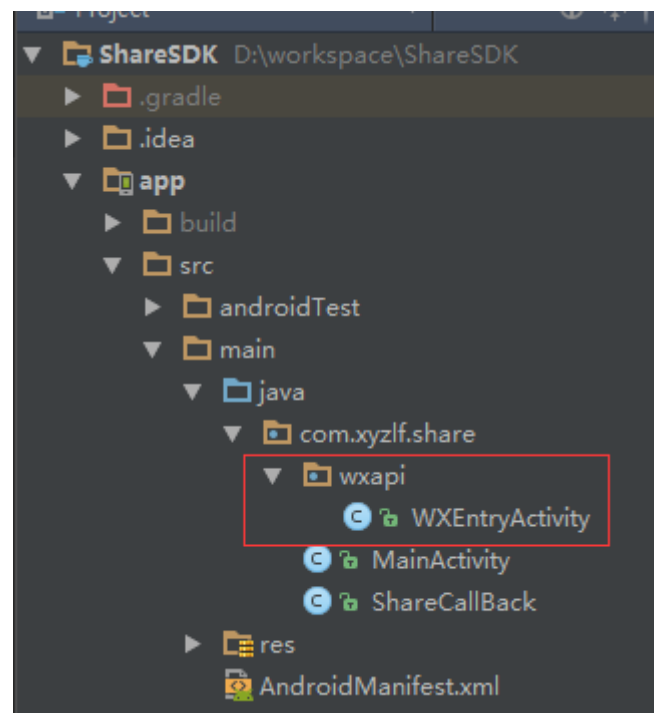 Project
ShareSDK D:\workspace\ShareSDK
.gradle
.idea
app
build
src
androidTest
main
java
com.xyzlf.share
wxapi
WXEntryActivity
MainActivity
ShareCallBack
res
AndroidManifest.xml